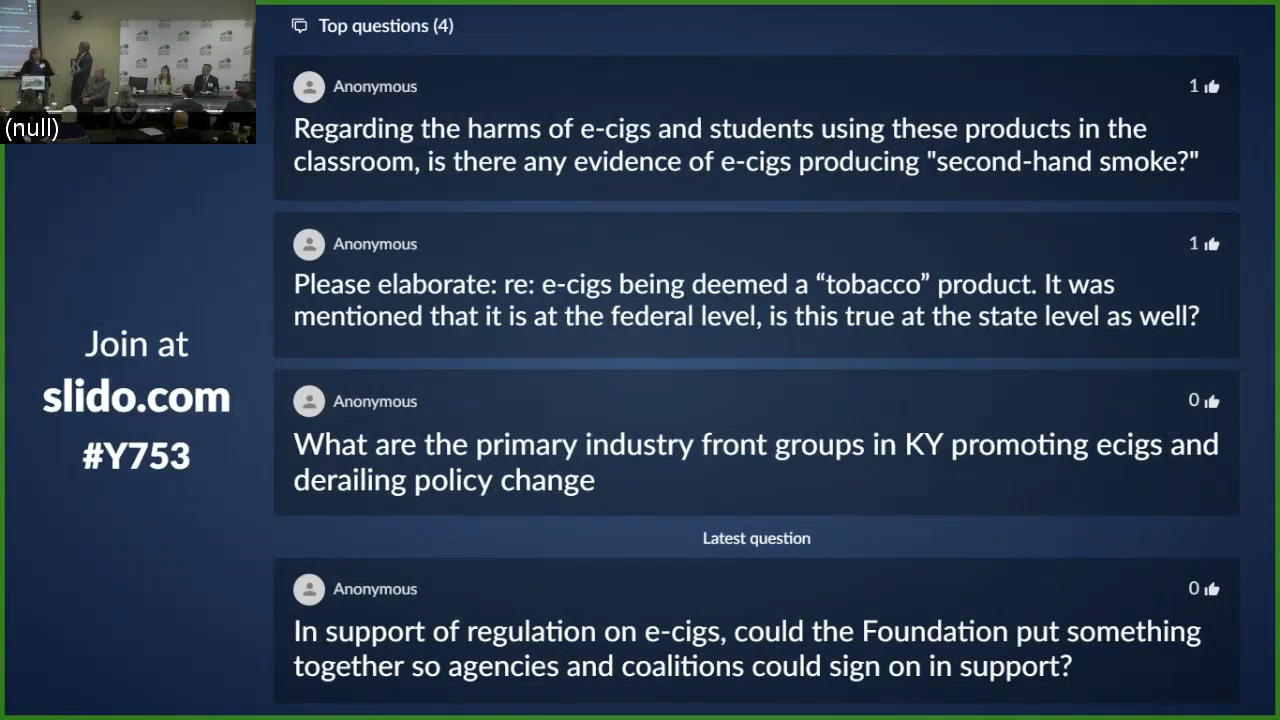 (null)
Top questions (4)
Anonymous
1
Regarding the harms of e-cigs and students using these products in the
classroom, is there any evidence of e-cigs producing "second-hand smoke?"
Anonymous
1
Please elaborate: re: e-cigs being deemed a “tobacco” product. It was
mentioned that it is at the federal level, is this true at the state level as well?
Anonymous
0
What are the primary industry front groups in KY promoting ecigs and
derailing policy change
Latest question
Anonymous
0
In support of regulation on e-cigs, could the Foundation put something
together so agencies and coalitions could sign on in support?
Join at
slido.com
#Y753